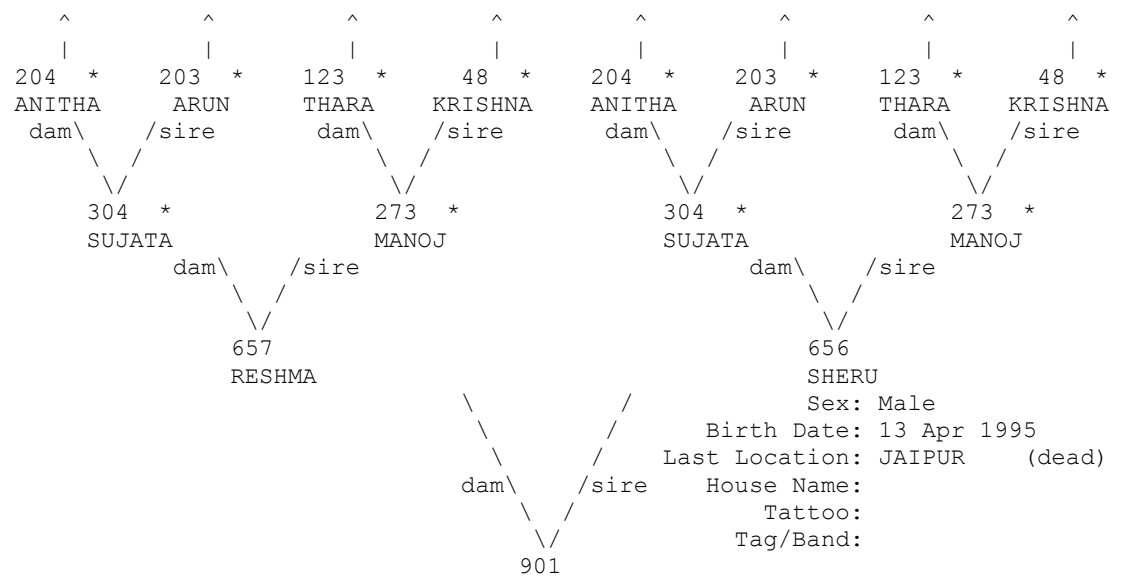 ^ ^ ^ ^ ^ ^ ^ ^
| | | | | | | |
204 * 203 * 123 * 48 * 204 * 203 * 123 * 48 *
ANITHA ARUN THARA KRISHNA ANITHA ARUN THARA KRISHNA
dam\ /sire dam\ /sire dam\ /sire dam\ /sire
\ / \ / \ / \ /
\/ \/ \/ \/
304 * 273 * 304 * 273 *
SUJATA MANOJ SUJATA MANOJ
dam\ /sire dam\ /sire
\ / \ /
\/ \/
657 656
RESHMA SHERU
\ / Sex: Male
\ / Birth Date: 13 Apr 1995
\ / Last Location: JAIPUR (dead)
dam\ /sire House Name:
\ / Tattoo:
\/ Tag/Band:
901